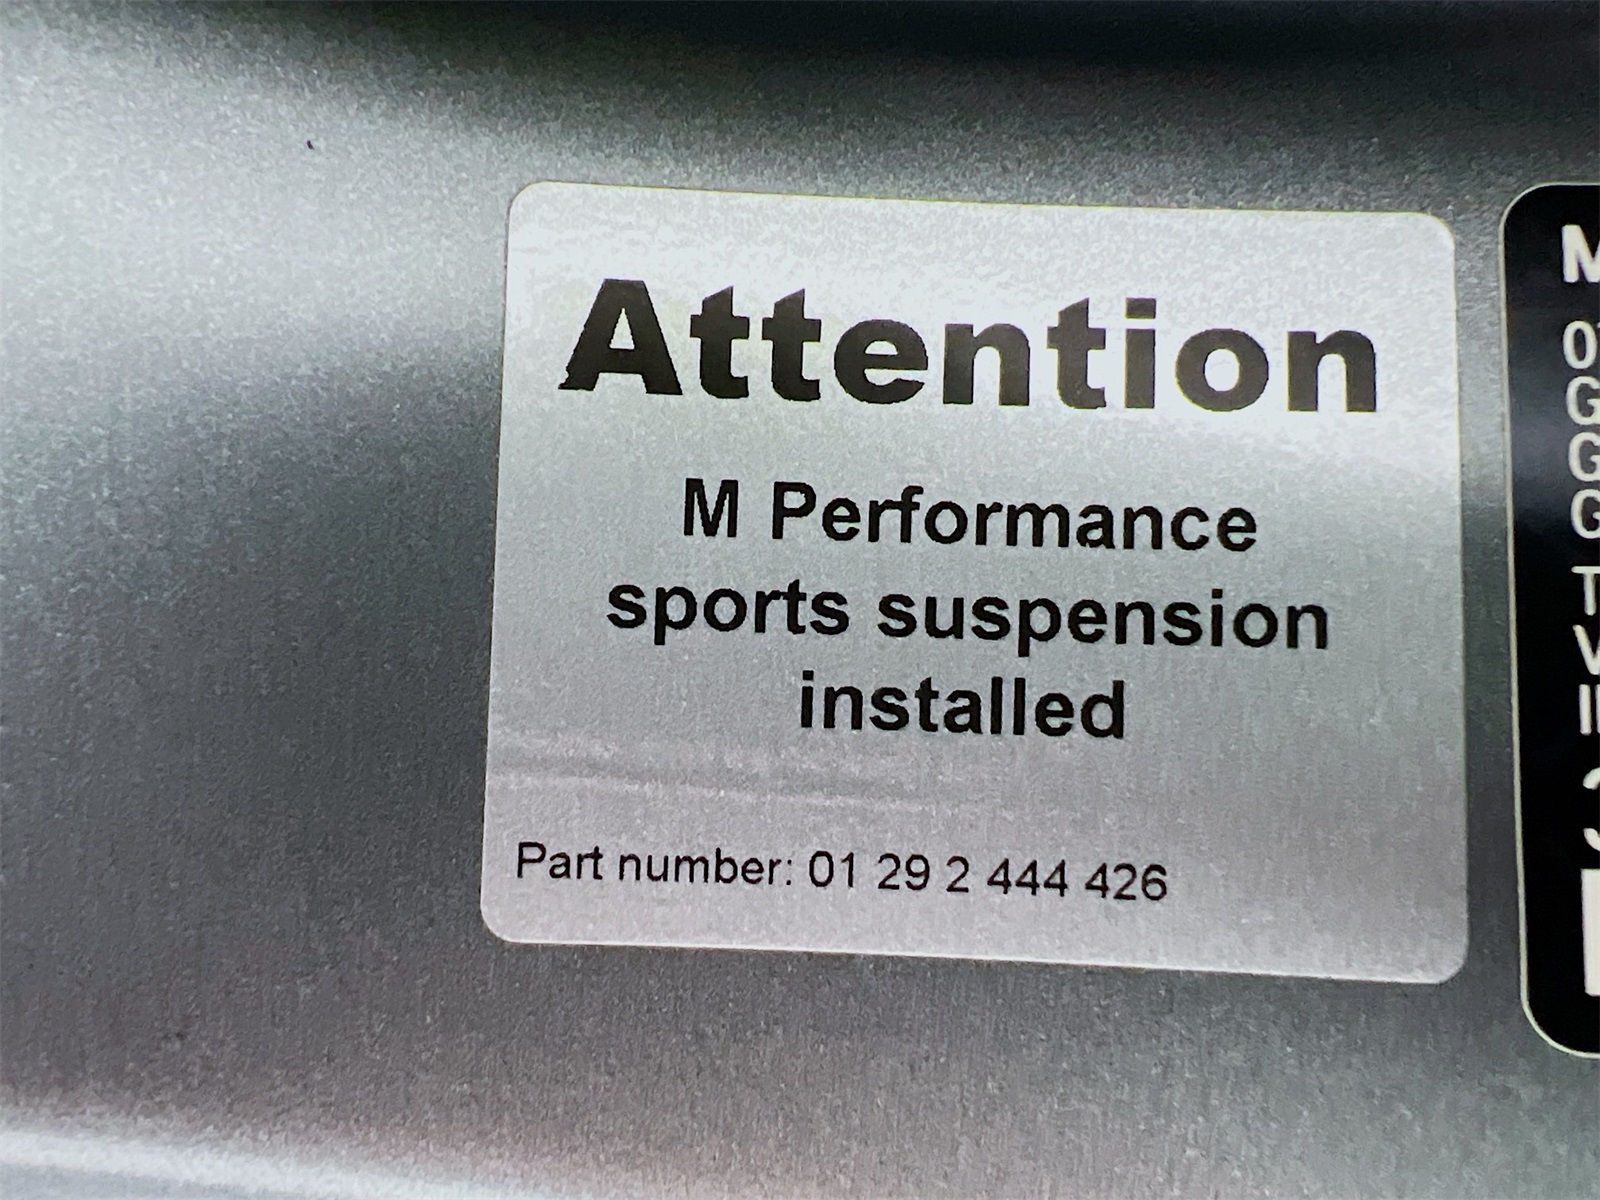 Attention
M Performance
sports suspension
installed
Part number: 01 29 2 444 426